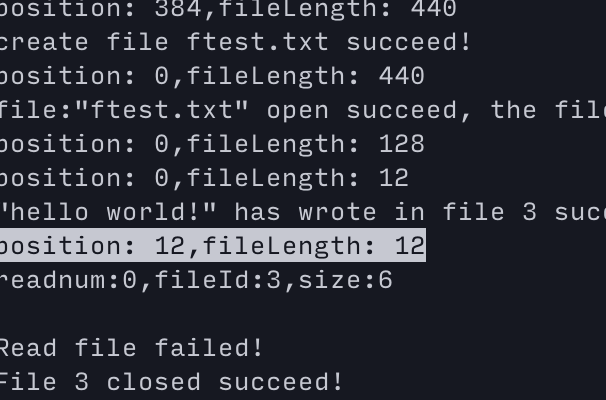 position: 384,fileLength: 440
create file ftest.txt succeed!
position: 0,fileLength: 440
file:"ftest.txt" open succeed, the file
position: 0,fileLength: 128
position: 0,fileLength: 12
"hello world!" has wrote in file 3 succ
position: 12,fileLength: 12
readnum:0,fileId:3,size:6
Read file failed!
File 3 closed succeed!